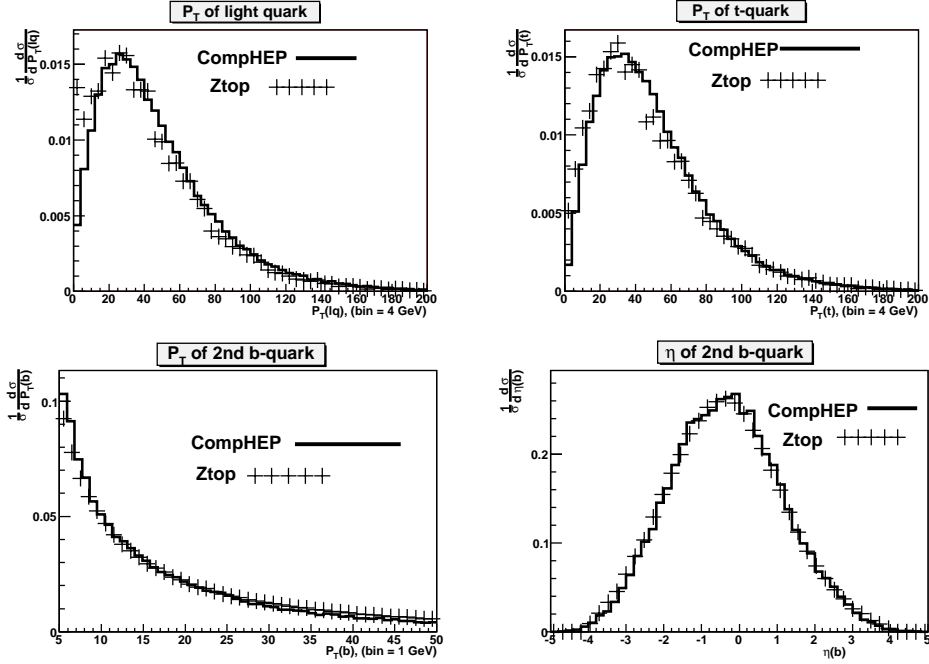 P_T of light quark
1/σ dσ/d P_T(lq)
CompHEP
Ztop
0.015
0.01
0.005
0
0 20 40 60 80 100 120 140 160 180 200
P_T(lq), (bin = 4 GeV)
P_T of t-quark
1/σ dσ/d P_T(t)
CompHEP
Ztop
0.015
0.01
0.005
0
0 20 40 60 80 100 120 140 160 180 200
P_T(t), (bin = 4 GeV)
P_T of 2nd b-quark
1/σ dσ/d P_T(b)
CompHEP
Ztop
0.1
0.05
0
5 10 15 20 25 30 35 40 45 50
P_T(b), (bin = 1 GeV)
η of 2nd b-quark
1/σ dσ/d η(b)
CompHEP
Ztop
0.2
0.1
0
-5 -4 -3 -2 -1 0 1 2 3 4 5
η(b)